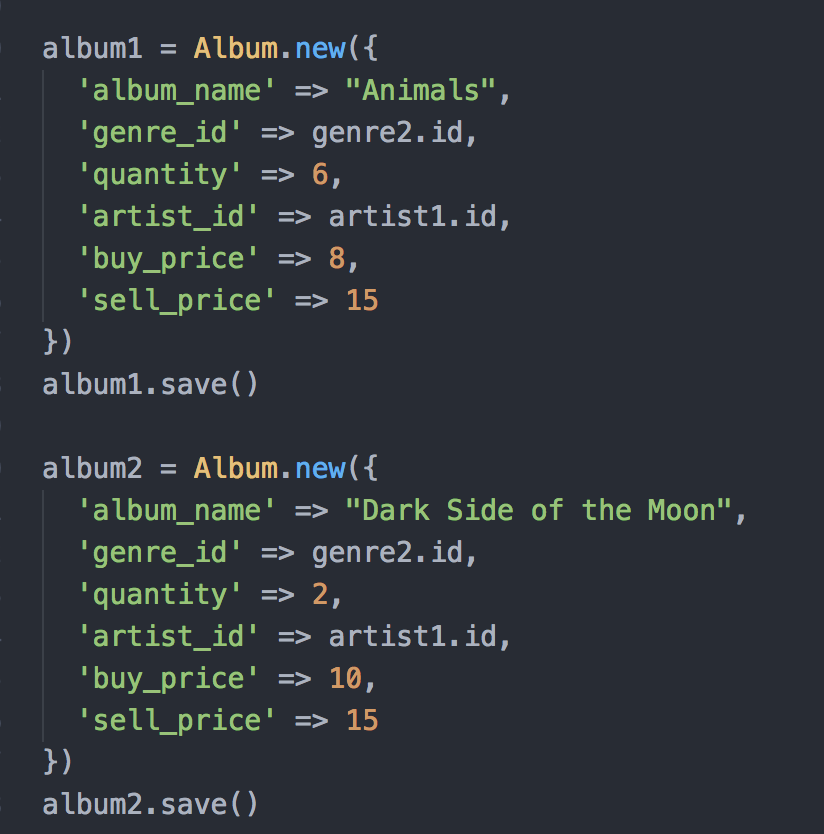 album1 = Album.new({
'album_name' => "Animals",
'genre_id' => genre2.id,
'quantity' => 6,
'artist_id' => artist1.id,
'buy_price' => 8,
'sell_price' => 15
})
album1.save()
album2 = Album.new({
'album_name' => "Dark Side of the Moon",
'genre_id' => genre2.id,
'quantity' => 2,
'artist_id' => artist1.id,
'buy_price' => 10,
'sell_price' => 15
})
album2.save()